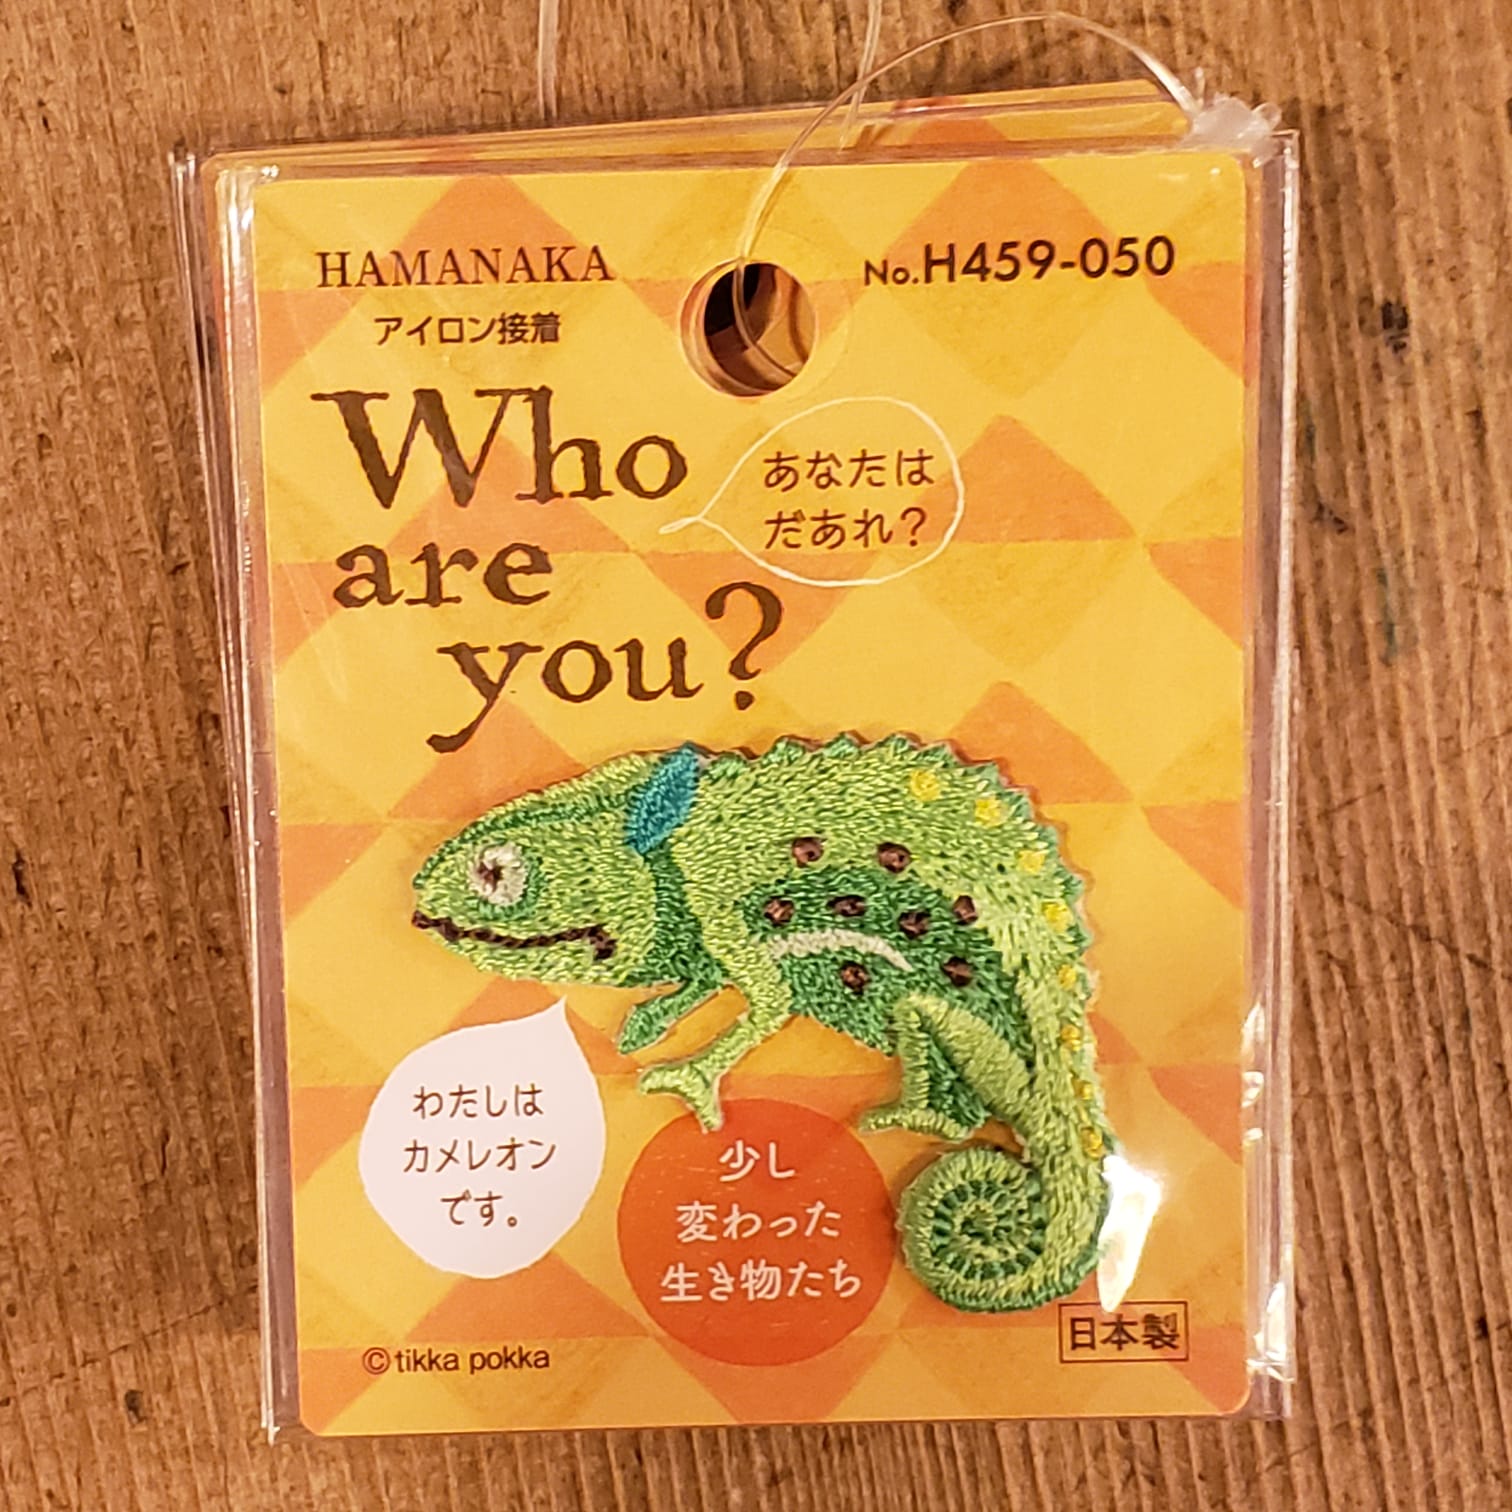 HAMANAKA
アイロン接着
No.H459-050
Who
are
you?
あなたは
だあれ？
わたしは
カメレオン
です。
少し
変わった
生き物たち
©tikka pokka
日本製